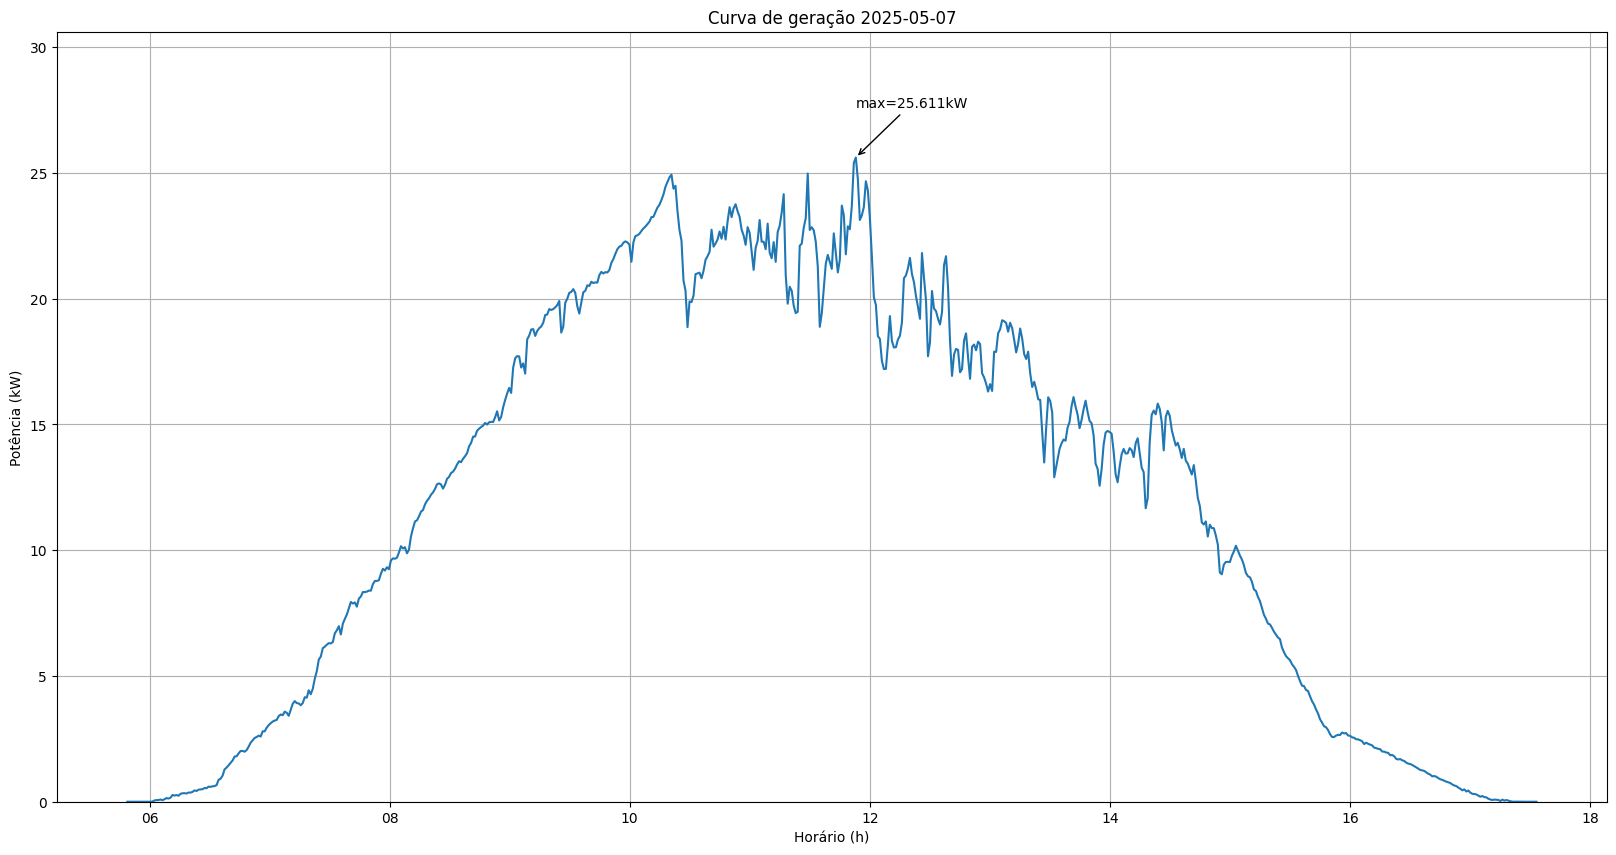 Curva de geração 2025-05-07
max=25.611kW
30
25
20
15
10
5
0
Potência (kW)
06 08 10 12 14 16 18
Horário (h)